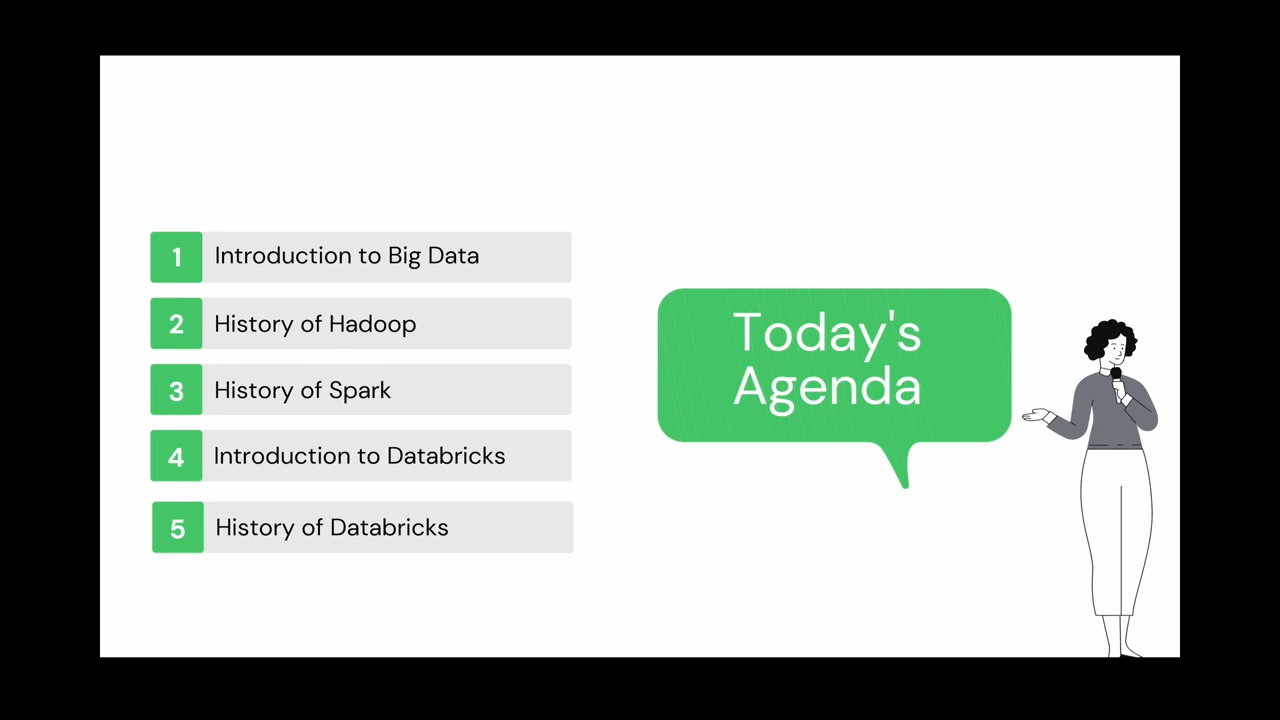 1 Introduction to Big Data
2 History of Hadoop
3 History of Spark
4 Introduction to Databricks
5 History of Databricks
Today's
Agenda